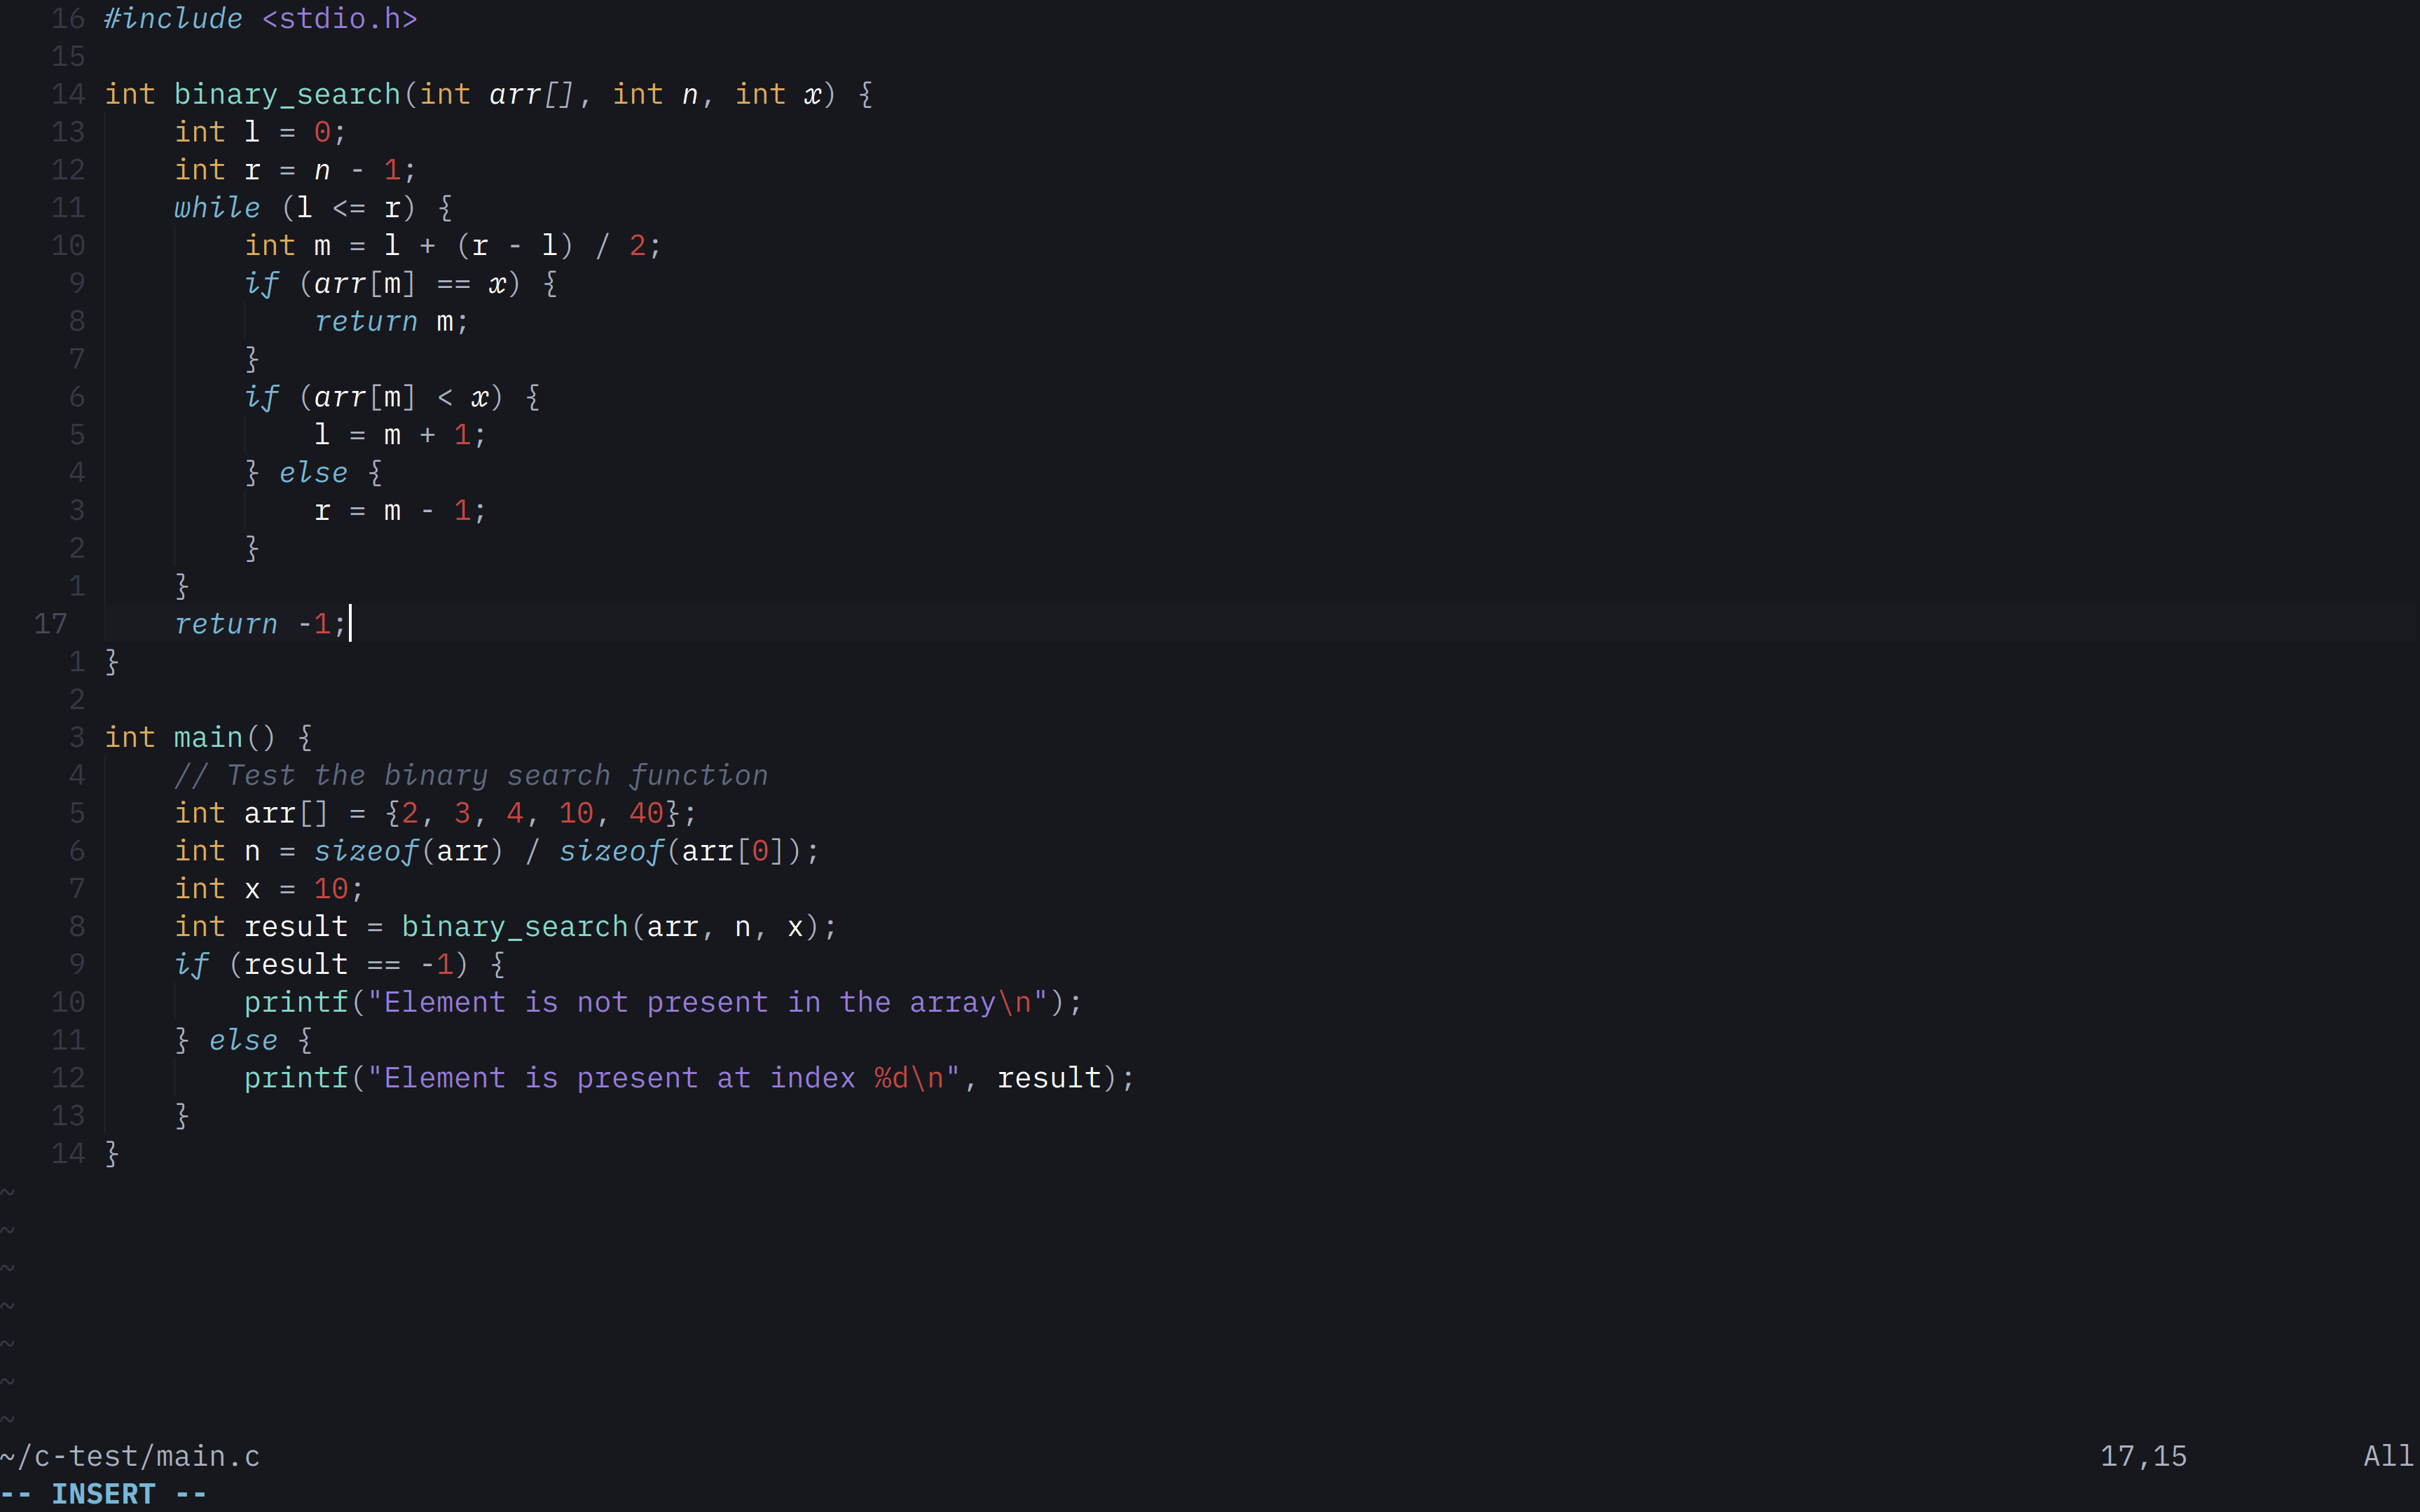 16 #include <stdio.h>
15
14 int binary_search(int arr[], int n, int x) {
13     int l = 0;
12     int r = n - 1;
11     while (l <= r) {
10         int m = l + (r - l) / 2;
 9         if (arr[m] == x) {
 8             return m;
 7         }
 6         if (arr[m] < x) {
 5             l = m + 1;
 4         } else {
 3             r = m - 1;
 2         }
 1     }
17     return -1;
 1 }
 2
 3 int main() {
 4     // Test the binary search function
 5     int arr[] = {2, 3, 4, 10, 40};
 6     int n = sizeof(arr) / sizeof(arr[0]);
 7     int x = 10;
 8     int result = binary_search(arr, n, x);
 9     if (result == -1) {
10         printf("Element is not present in the array\n");
11     } else {
12         printf("Element is present at index %d\n", result);
13     }
14 }
~
~
~
~
~
~
~
~/c-test/main.c 17,15 All
-- INSERT --